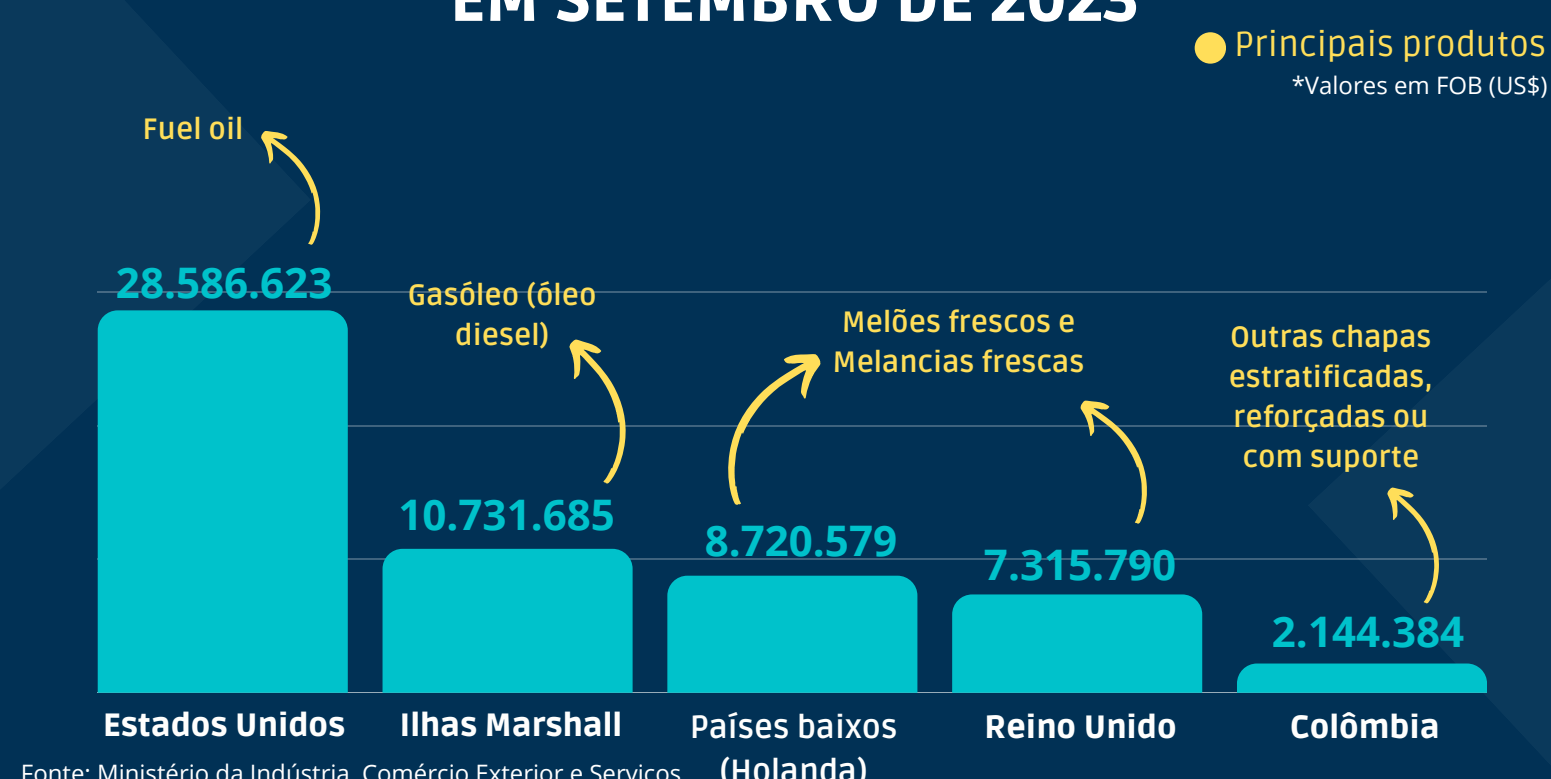 EM SETEMBRO DE 2023
Principais produtos
*Valores em FOB (US$)
Fuel oil
28.586.623
Gasóleo (óleo
diesel)
10.731.685
Melões frescos e
Melancias frescas
8.720.579
7.315.790
Outras chapas
estratificadas,
reforçadas ou
com suporte
2.144.384
Estados Unidos
Ilhas Marshall
Países baixos
(Holanda)
Reino Unido
Colômbia
Fonte: Ministério da Indústria, Comércio Exterior e Serviços